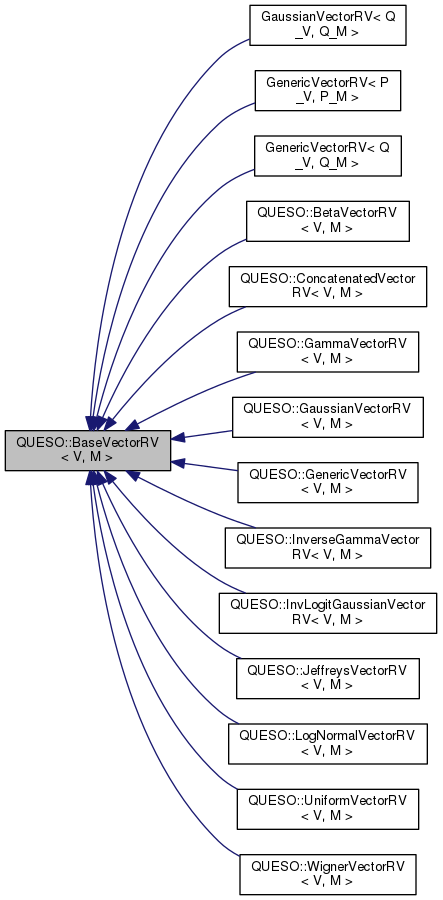 GaussianVectorRV< Q
_V, Q_M >
GenericVectorRV< P
_V, P_M >
GenericVectorRV< Q
_V, Q_M >
QUESO::BetaVectorRV
< V, M >
QUESO::ConcatenatedVector
RV< V, M >
QUESO::GammaVectorRV
< V, M >
QUESO::GaussianVectorRV
< V, M >
QUESO::BaseVectorRV
< V, M >
QUESO::GenericVectorRV
< V, M >
QUESO::InverseGammaVector
RV< V, M >
QUESO::InvLogitGaussianVector
RV< V, M >
QUESO::JeffreysVectorRV
< V, M >
QUESO::LogNormalVectorRV
< V, M >
QUESO::UniformVectorRV
< V, M >
QUESO::WignerVectorRV
< V, M >